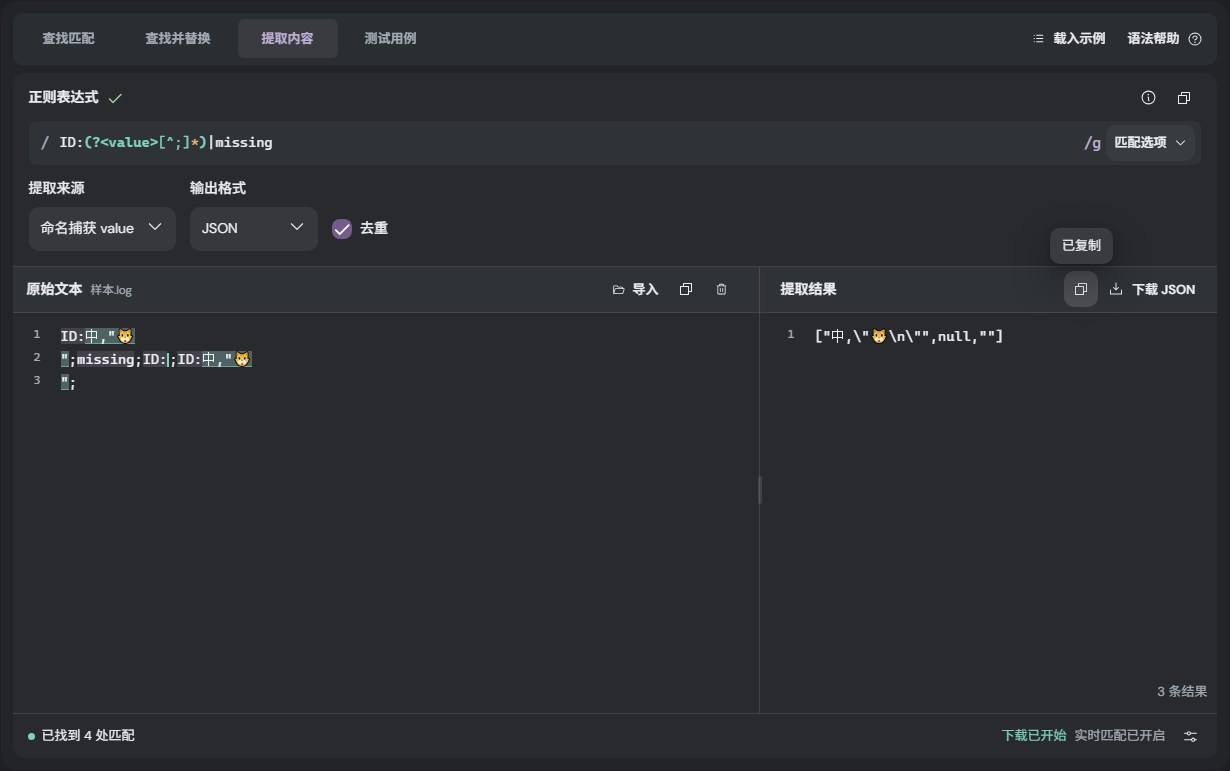 查找匹配 查找并替换 提取内容 测试用例 载入示例 语法帮助
正则表达式
/ ID:(?<value>[^;]*)|missing /g 匹配选项
提取来源 输出格式
命名捕获 value JSON 去重
已复制
原始文本 样本.log 导入 提取结果 下载 JSON
1 ID:中,"🐯
2 ";missing;ID:;ID:中,"🐯
3 ";
1 ["中,\"🐯\n\"",null,""]
3 条结果
已找到 4 处匹配 下载已开始 实时匹配已开启